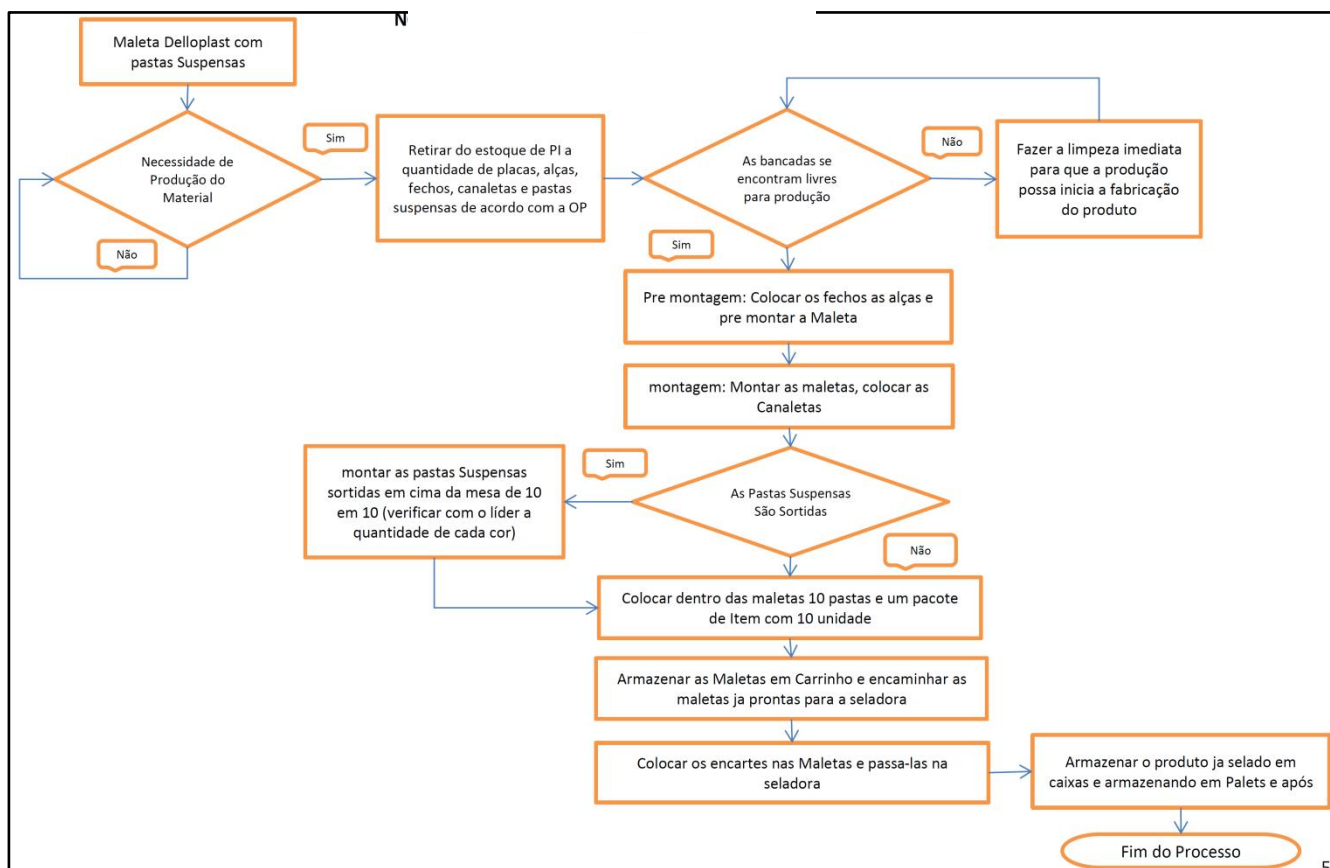 Maleta Delloplast com
pastas Suspensas
Necessidade de
Produção do
Material
Sim
Não
Retirar do estoque de PI a
quantidade de placas, alças,
fechos, canaletas e pastas
suspensas de acordo com a OP
As bancadas se
encontram livres
para produção
Não
Fazer a limpeza imediata
para que a produção
possa inicia a fabricação
do produto
Sim
Pre montagem: Colocar os fechos as alças e
pre montar a Maleta
montagem: Montar as maletas, colocar as
Canaletas
As Pastas Suspensas
São Sortidas
Sim
montar as pastas Suspensas
sortidas em cima da mesa de 10
em 10 (verificar com o líder a
quantidade de cada cor)
Não
Colocar dentro das maletas 10 pastas e um pacote
de Item com 10 unidade
Armazenar as Maletas em Carrinho e encaminhar as
maletas ja prontas para a seladora
Colocar os encartes nas Maletas e passa-las na
seladora
Armazenar o produto ja selado em
caixas e armazenando em Palets e após
Fim do Processo